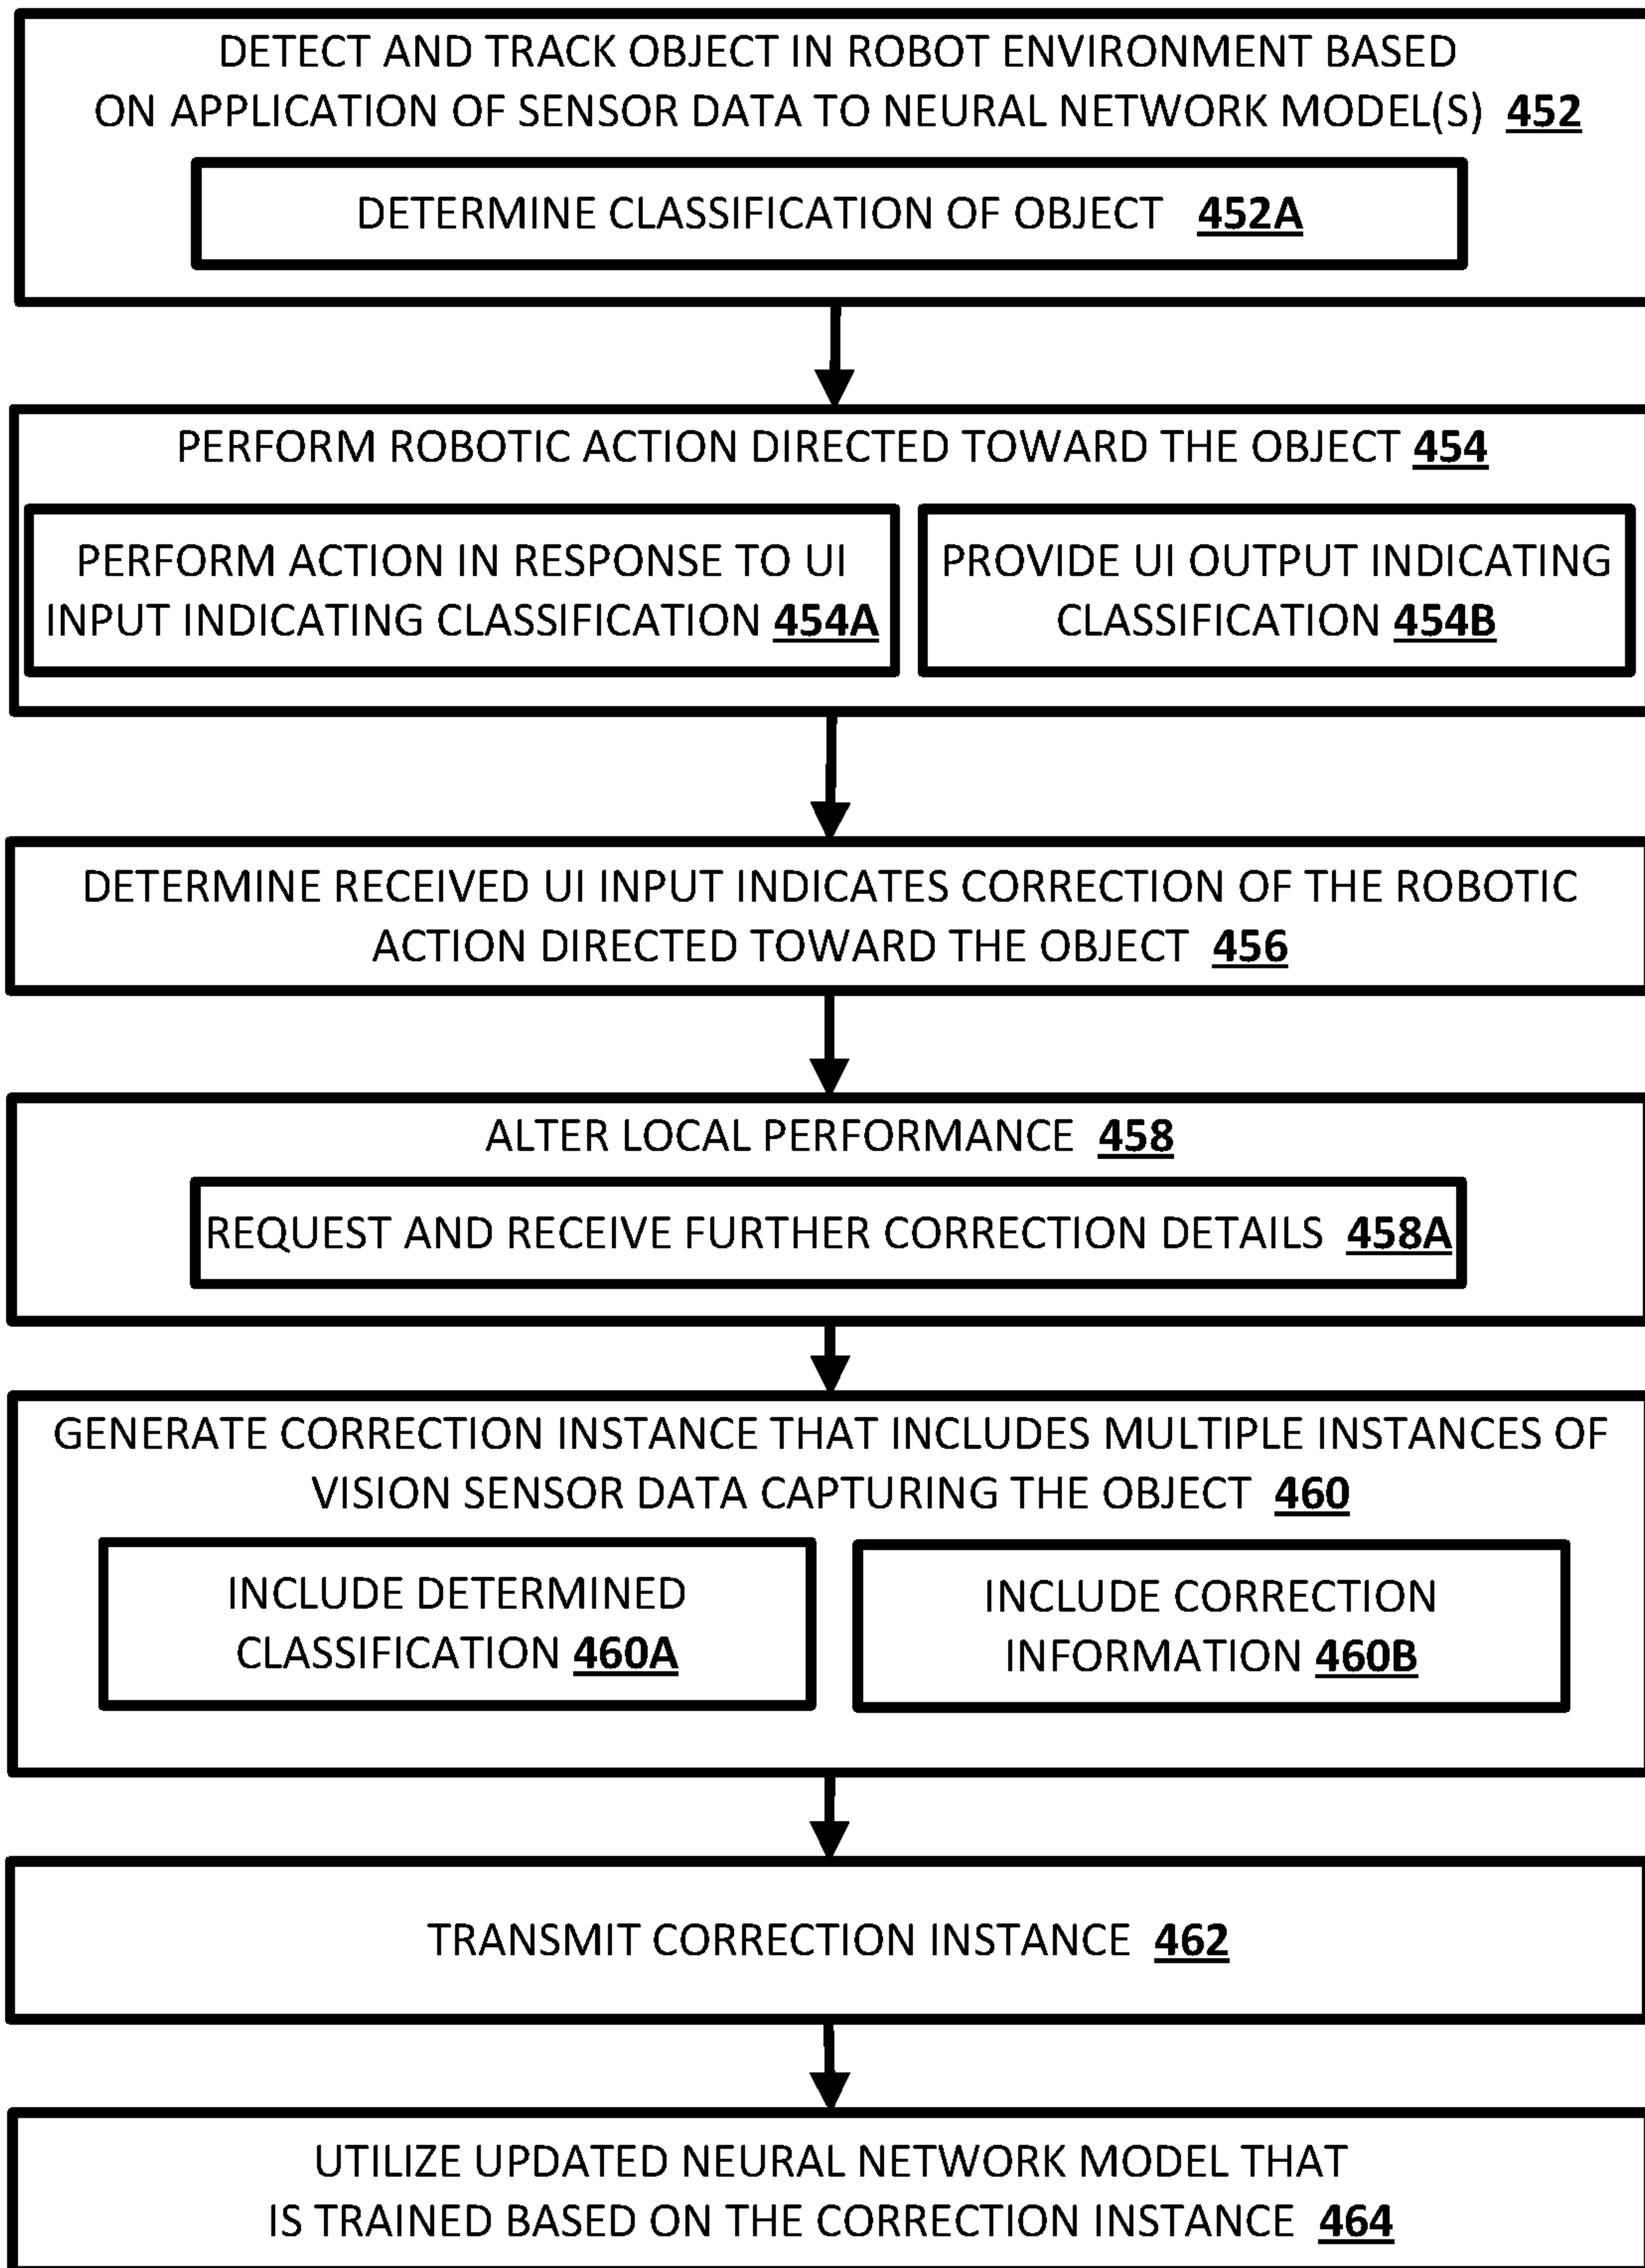 DETECT AND TRACK OBJECT IN ROBOT ENVIRONMENT BASED
ON APPLICATION OF SENSOR DATA TO NEURAL NETWORK MODEL(S) 452
DETERMINE CLASSIFICATION OF OBJECT 452A
PERFORM ROBOTIC ACTION DIRECTED TOWARD THE OBJECT 454
PERFORM ACTION IN RESPONSE TO UI
INPUT INDICATING CLASSIFICATION 454A
PROVIDE UI OUTPUT INDICATING
CLASSIFICATION 454B
DETERMINE RECEIVED UI INPUT INDICATES CORRECTION OF THE ROBOTIC
ACTION DIRECTED TOWARD THE OBJECT 456
ALTER LOCAL PERFORMANCE 458
REQUEST AND RECEIVE FURTHER CORRECTION DETAILS 458A
GENERATE CORRECTION INSTANCE THAT INCLUDES MULTIPLE INSTANCES OF
VISION SENSOR DATA CAPTURING THE OBJECT 460
INCLUDE DETERMINED
CLASSIFICATION 460A
INCLUDE CORRECTION
INFORMATION 460B
TRANSMIT CORRECTION INSTANCE 462
UTILIZE UPDATED NEURAL NETWORK MODEL THAT
IS TRAINED BASED ON THE CORRECTION INSTANCE 464